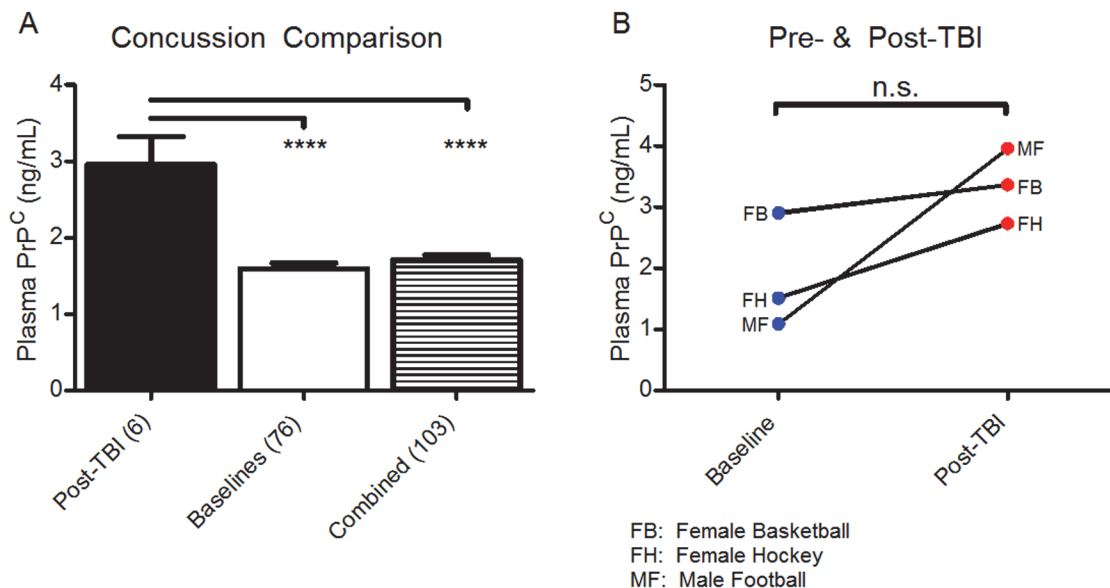 A
Concussion Comparison
Plasma PrP^C (ng/mL)
4
3
2
1
0
****
****
Post-TBI (6)
Baselines (76)
Combined (103)
B
Pre- & Post-TBI
Plasma PrP^C (ng/mL)
5
4
3
2
1
0
n.s.
FB
FH
MF
MF
FB
FH
Baseline
Post-TBI
FB: Female Basketball
FH: Female Hockey
MF: Male Football